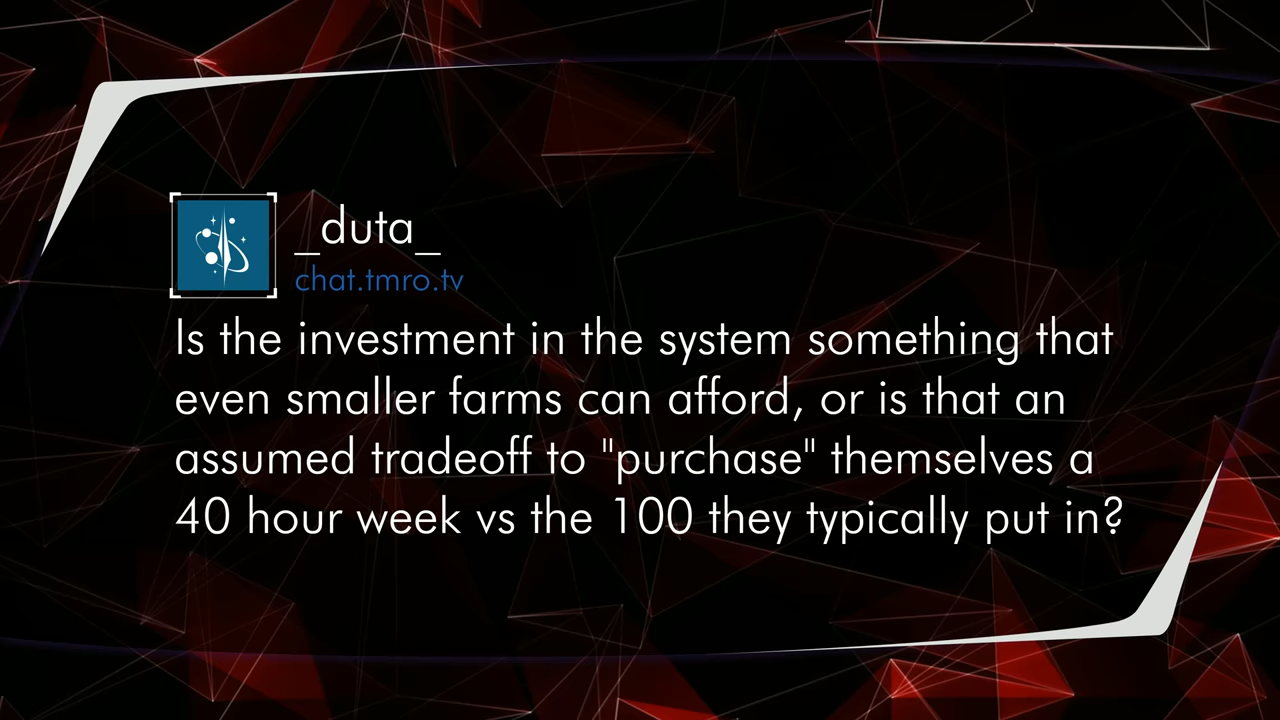 _duta_
chat.tmro.tv
Is the investment in the system something that
even smaller farms can afford, or is that an
assumed tradeoff to "purchase" themselves a
40 hour week vs the 100 they typically put in?